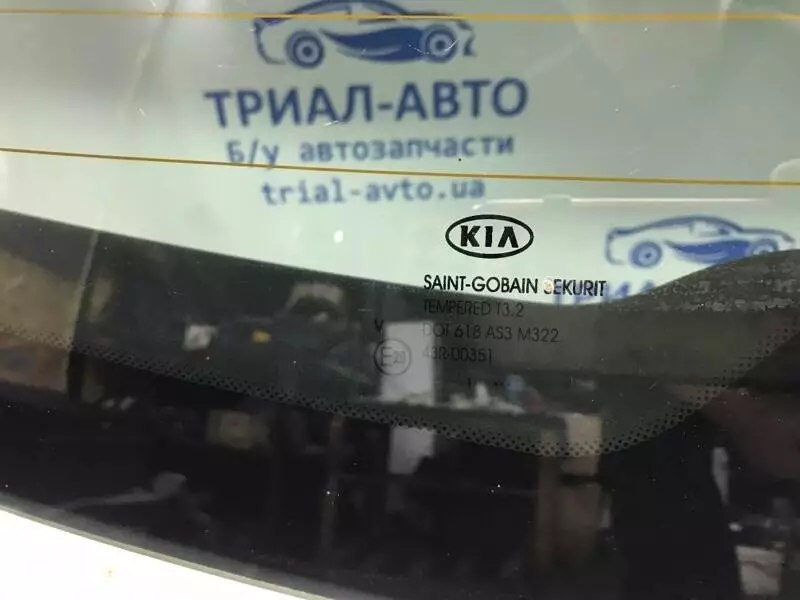 ТРИАЛ-АВТО
Б/у автозапчасти
trial-avto.ua
KIA
SAINT-GOBAIN SEKURIT
TEMPERED T3.2
DOT 618 AS3 M322
V
43R-00351